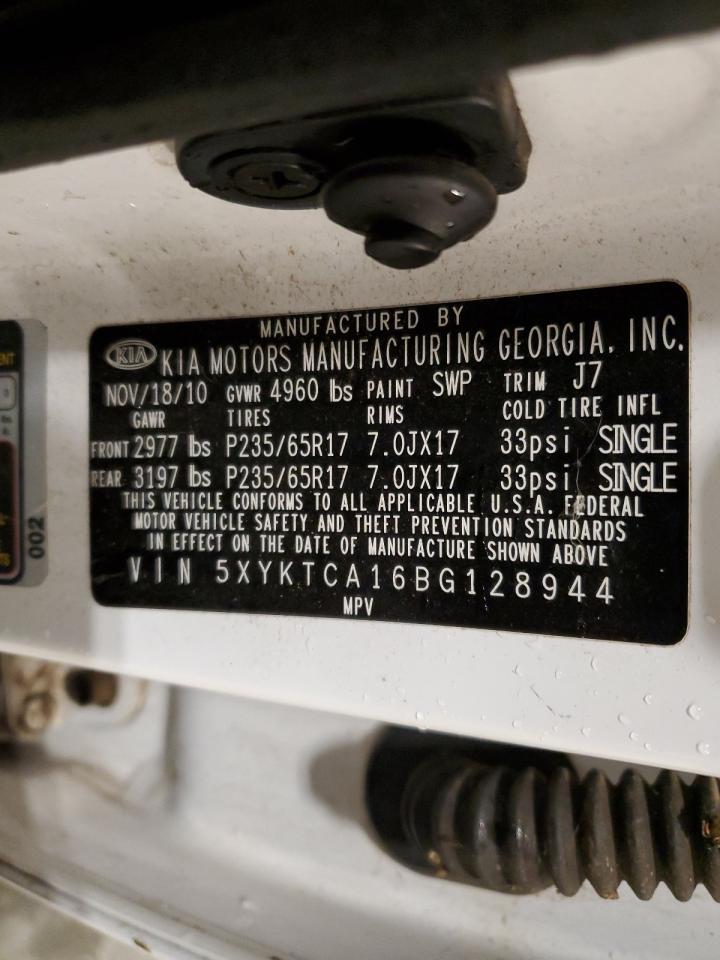 MANUFACTURED BY
KIA KIA MOTORS MANUFACTURING GEORGIA, INC.
NOV/18/10 GVWR 4960 lbs PAINT SWP TRIM J7
GAWR TIRES RIMS COLD TIRE INFL
FRONT 2977 lbs P235/65R17 7.0JX17 33psi SINGLE
REAR 3197 lbs P235/65R17 7.0JX17 33psi SINGLE
THIS VEHICLE CONFORMS TO ALL APPLICABLE U.S.A. FEDERAL
MOTOR VEHICLE SAFETY AND THEFT PREVENTION STANDARDS
IN EFFECT ON THE DATE OF MANUFACTURE SHOWN ABOVE
VIN 5XYKTCA16BG128944
MPV
002